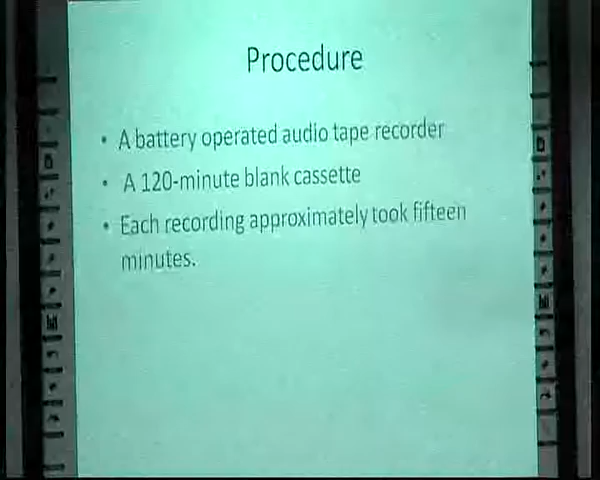 Procedure
• A battery operated audio tape recorder
• A 120-minute blank cassette
• Each recording approximately took fifteen
minutes.